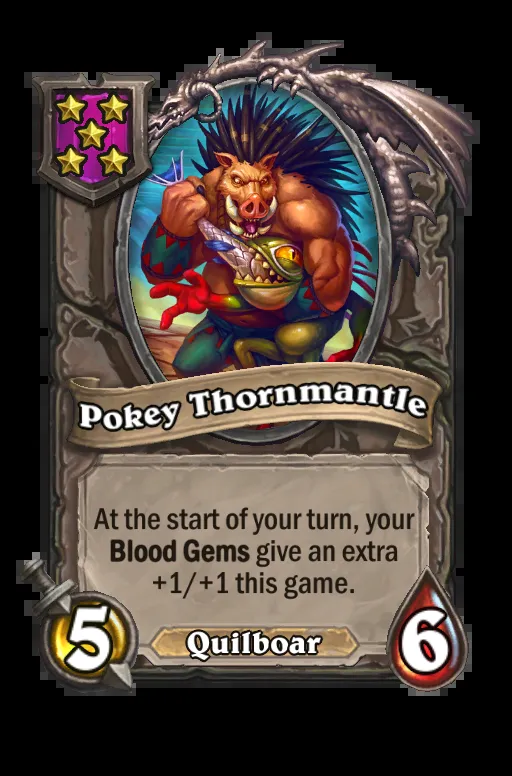 Pokey Thornmantle
At the start of your turn, your
Blood Gems give an extra
+1/+1 this game.
5
Quilboar
6